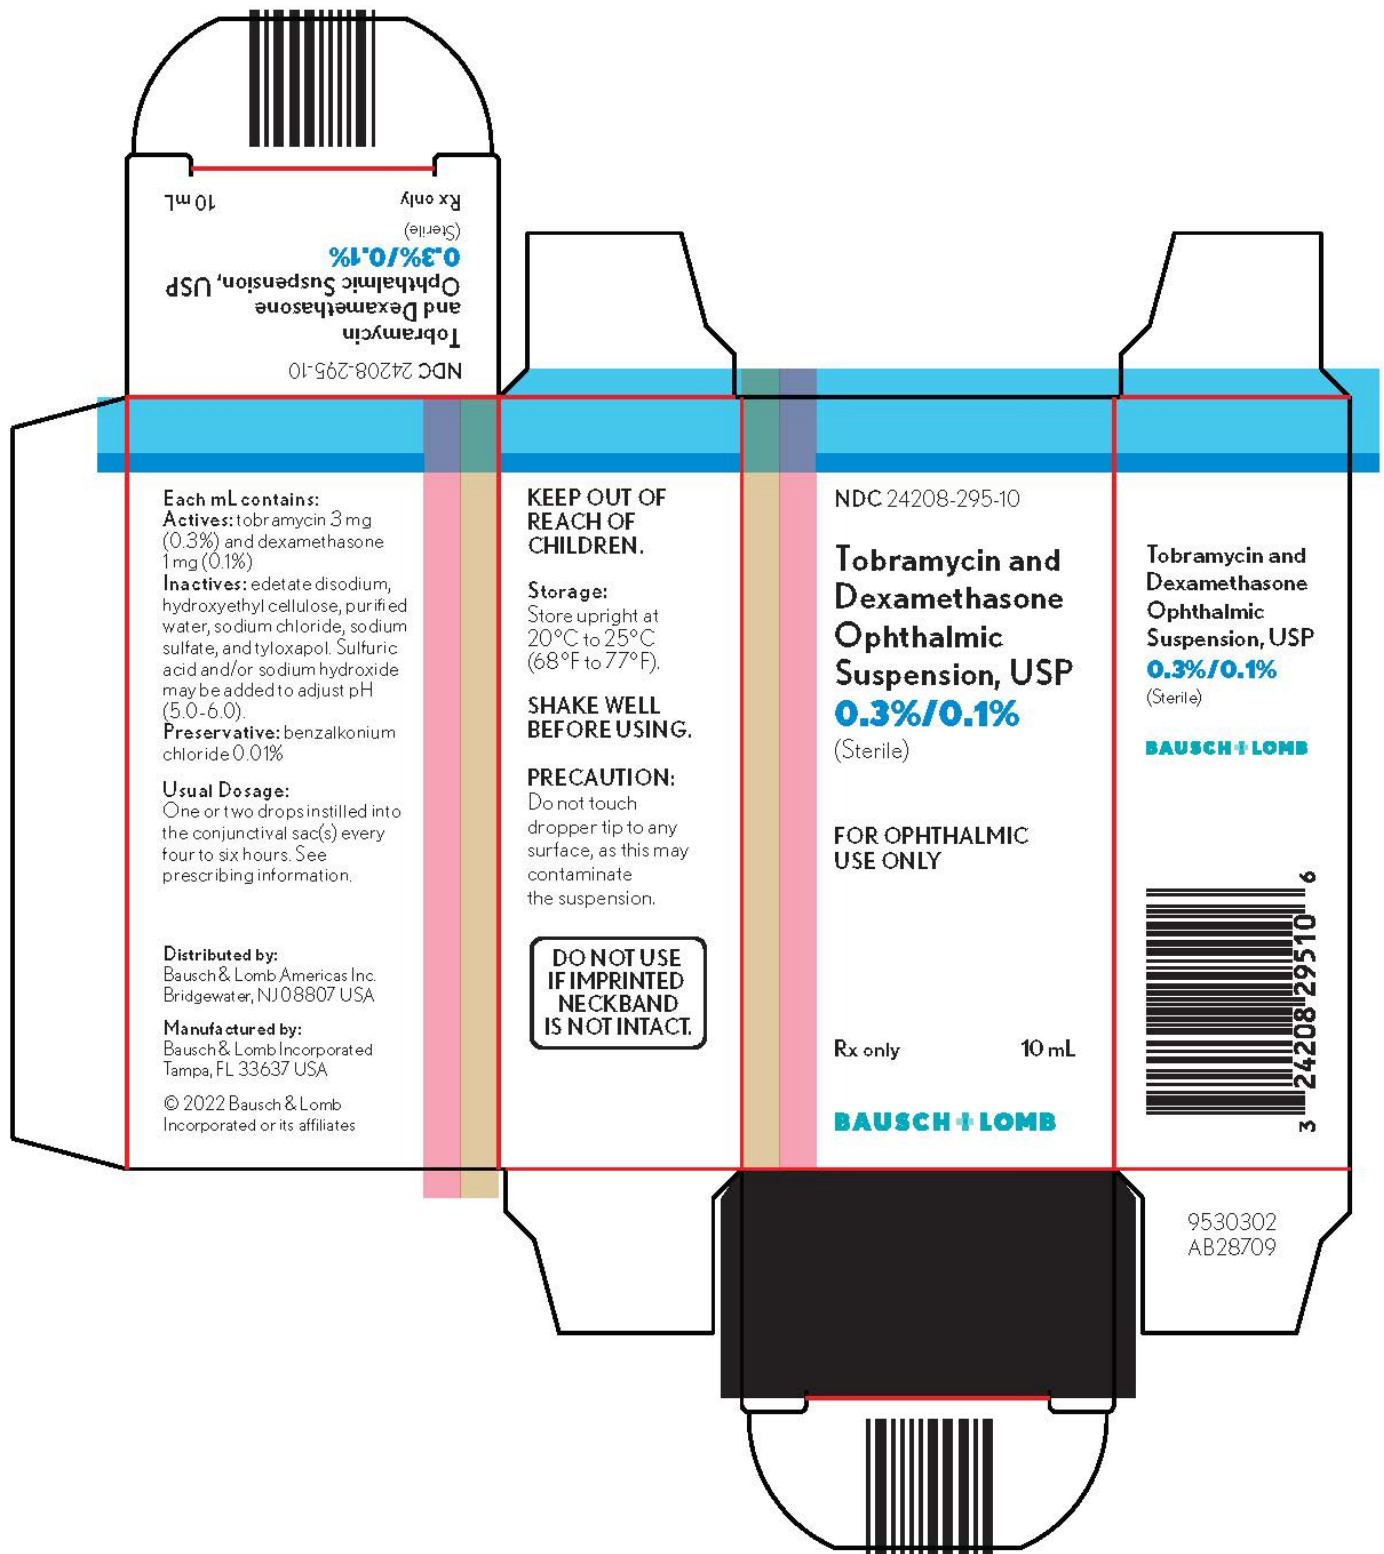 10 mL
Rx only
(Sterile)
0.3%/0.1%
Ophthalmic Suspension, USP
and Dexamethasone
Tobramycin
NDC 24208-295-10
Each mL contains:
Actives: tobramycin 3 mg
(0.3%) and dexamethasone
1 mg (0.1%)
Inactives: edetate disodium,
hydroxyethyl cellulose, purified
water, sodium chloride, sodium
sulfate, and tyloxapol. Sulfuric
acid and/or sodium hydroxide
may be added to adjust pH
(5.0-6.0).
Preservative: benzalkonium
chloride 0.01%
Usual Dosage:
One or two drops instilled into
the conjunctival sac(s) every
four to six hours. See
prescribing information.
Distributed by:
Bausch & Lomb Americas Inc.
Bridgewater, NJ 08807 USA
Manufactured by:
Bausch & Lomb Incorporated
Tampa, FL 33637 USA
© 2022 Bausch & Lomb
Incorporated or its affiliates
KEEP OUT OF
REACH OF
CHILDREN.
Storage:
Store upright at
20°C to 25°C
(68°F to 77°F).
SHAKE WELL
BEFORE USING.
PRECAUTION:
Do not touch
dropper tip to any
surface, as this may
contaminate
the suspension.
DO NOT USE
IF IMPRINTED
NECKBAND
IS NOT INTACT.
NDC 24208-295-10
Tobramycin and
Dexamethasone
Ophthalmic
Suspension, USP
0.3%/0.1%
(Sterile)
FOR OPHTHALMIC
USE ONLY
Rx only 10 mL
BAUSCH + LOMB
Tobramycin and
Dexamethasone
Ophthalmic
Suspension, USP
0.3%/0.1%
(Sterile)
BAUSCH + LOMB
3 24208 29510 6
9530302
AB28709